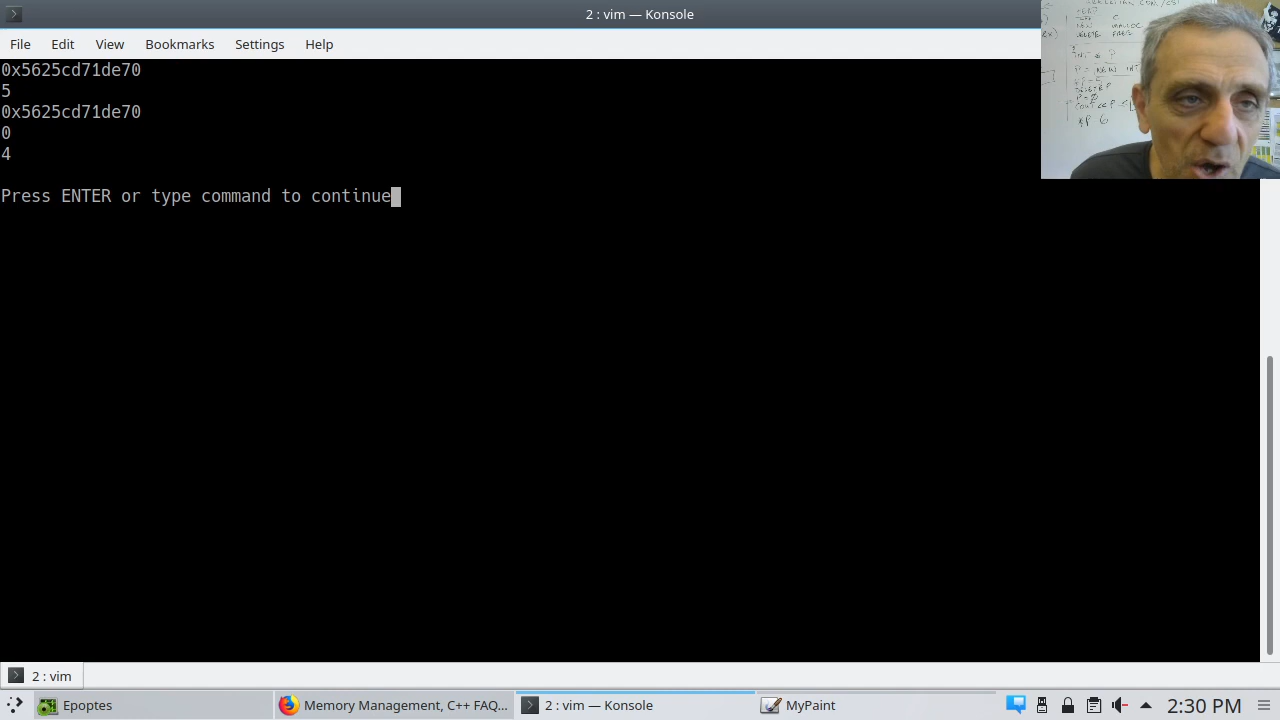 2 : vim — Konsole
File Edit View Bookmarks Settings Help
0x5625cd71de70
5
0x5625cd71de70
0
4
Press ENTER or type command to continue
2 : vim
Epoptes
Memory Management, C++ FAQ...
2 : vim — Konsole
MyPaint
2:30 PM